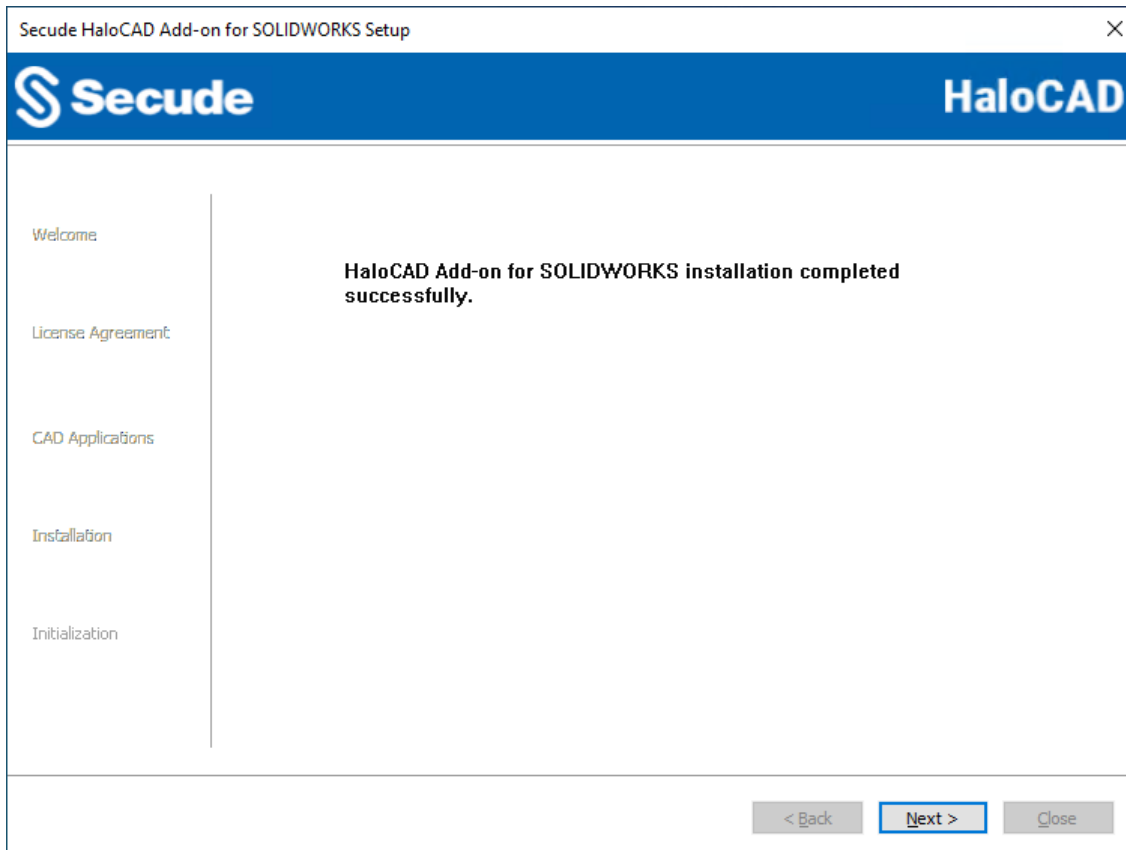 Secude HaloCAD Add-on for SOLIDWORKS Setup
Secude
HaloCAD
Welcome
License Agreement
CAD Applications
Installation
Initialization
HaloCAD Add-on for SOLIDWORKS installation completed
successfully.
< Back
Next >
Close